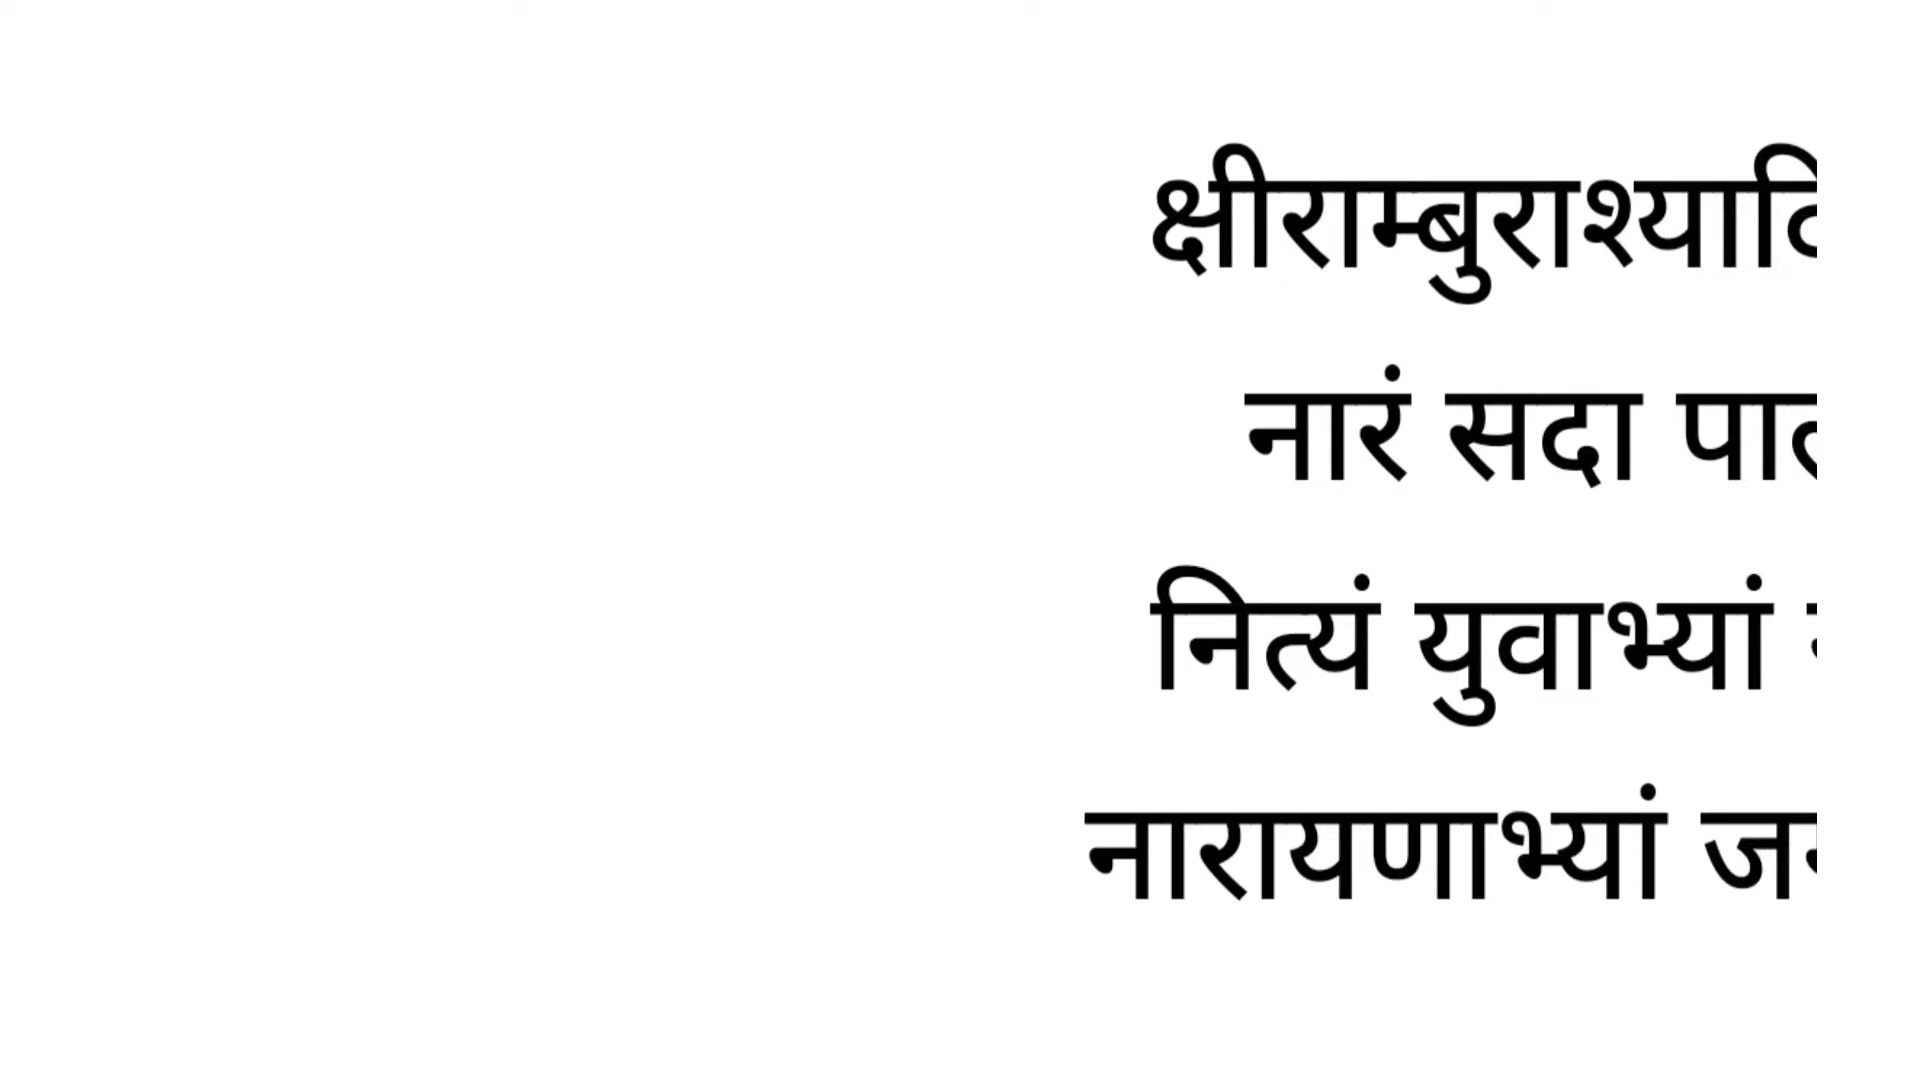 क्षीराम्बुराश्यादि
नारं सदा
नित्यं युवाभ्यां
नारायणाभ्यां